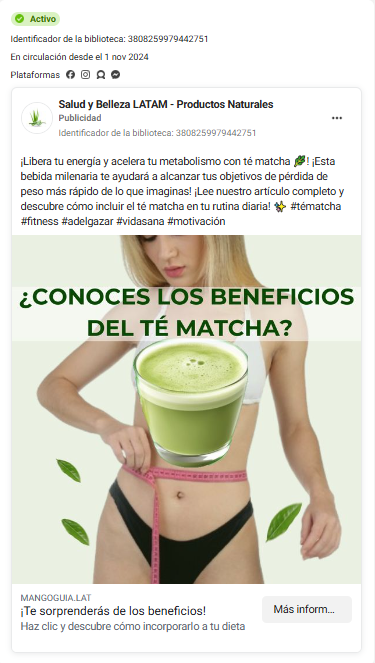 Activo
Identificador de la biblioteca: 3808259979442751
En circulación desde el 1 nov 2024
Plataformas
Salud y Belleza LATAM - Productos Naturales
Publicidad
Identificador de la biblioteca: 3808259979442751
¡Libera tu energía y acelera tu metabolismo con té matcha 🌿! ¡Esta
bebida milenaria te ayudará a alcanzar tus objetivos de pérdida de
peso más rápido de lo que imaginas! ¡Lee nuestro artículo completo y
descubre cómo incluir el té matcha en tu rutina diaria! ✨ #tématcha
#fitness #adelgazar #vidasana #motivación
¿CONOCES LOS BENEFICIOS
DEL TÉ MATCHA?
MANGOGUIA.LAT
¡Te sorprenderás de los beneficios!
Haz clic y descubre cómo incorporarlo a tu dieta
Más inform...